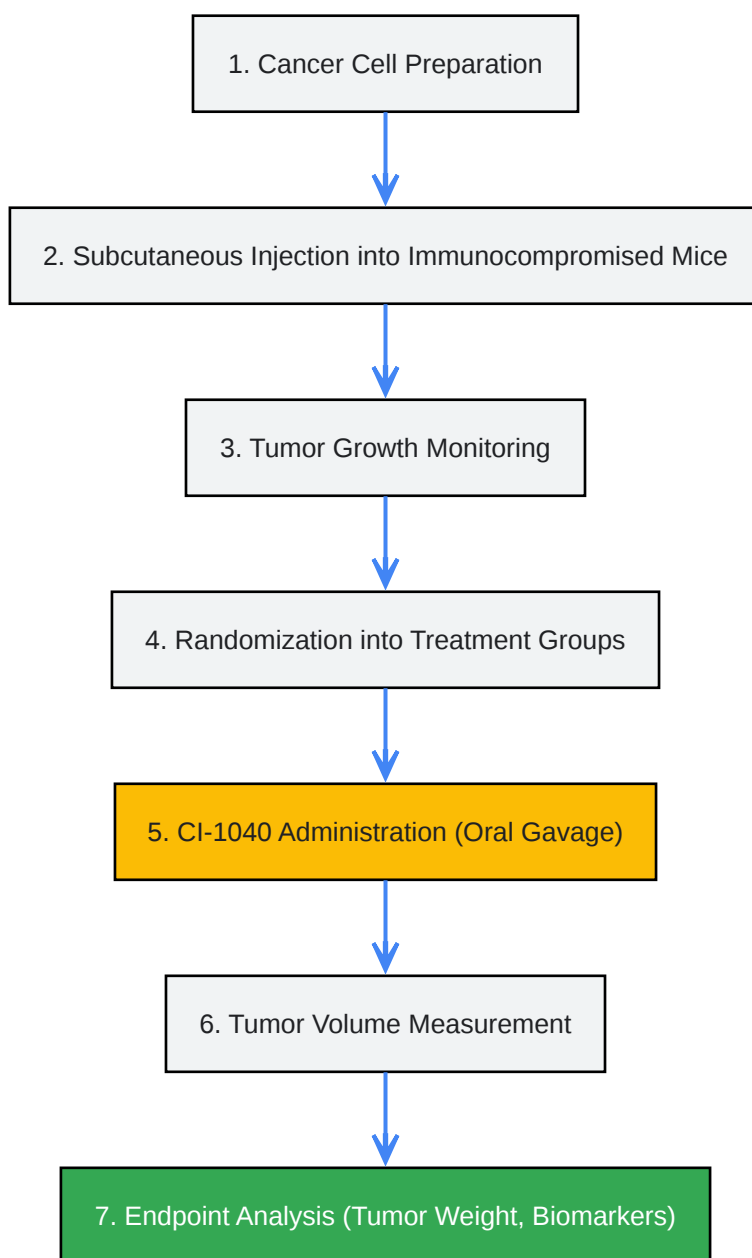 1. Cancer Cell Preparation
2. Subcutaneous Injection into Immunocompromised Mice
3. Tumor Growth Monitoring
4. Randomization into Treatment Groups
5. CI-1040 Administration (Oral Gavage)
6. Tumor Volume Measurement
7. Endpoint Analysis (Tumor Weight, Biomarkers)